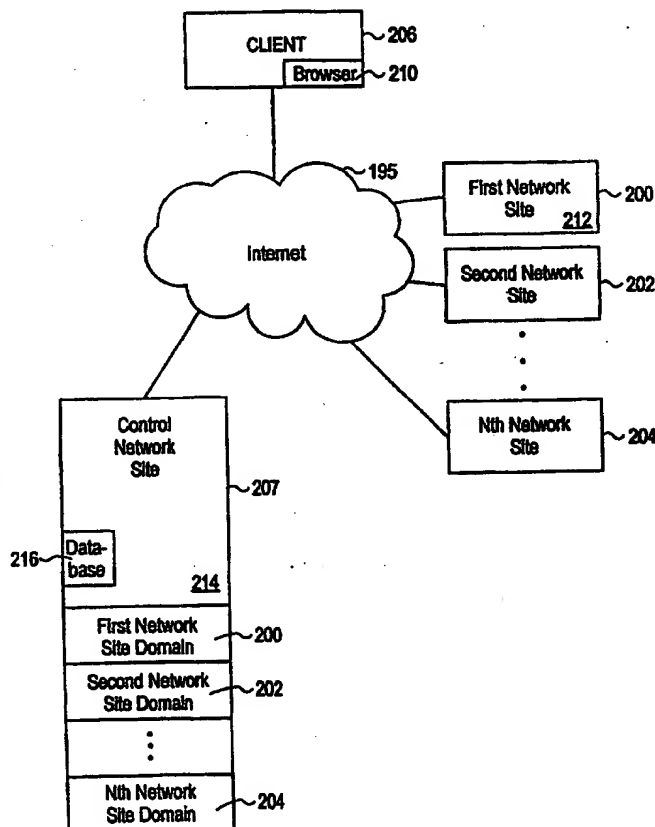 CLIENT
206
Browser
210
195
Internet
First Network
Site
212
200
Second Network
Site
202
Nth Network
Site
204
Control
Network
Site
207
216
Data-
base
214
First Network
Site Domain
200
Second Network
Site Domain
202
Nth Network
Site Domain
204